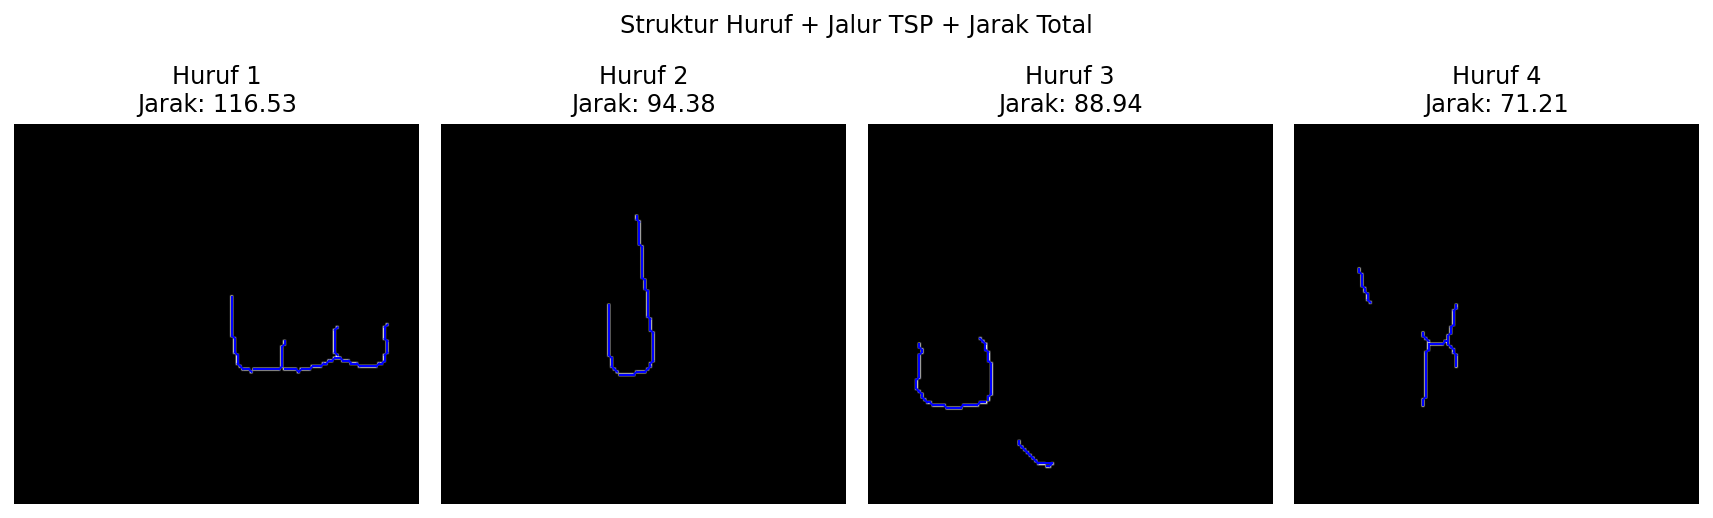 Struktur Huruf + Jalur TSP + Jarak Total
Huruf 1
Jarak: 116.53
Huruf 2
Jarak: 94.38
Huruf 3
Jarak: 88.94
Huruf 4
Jarak: 71.21